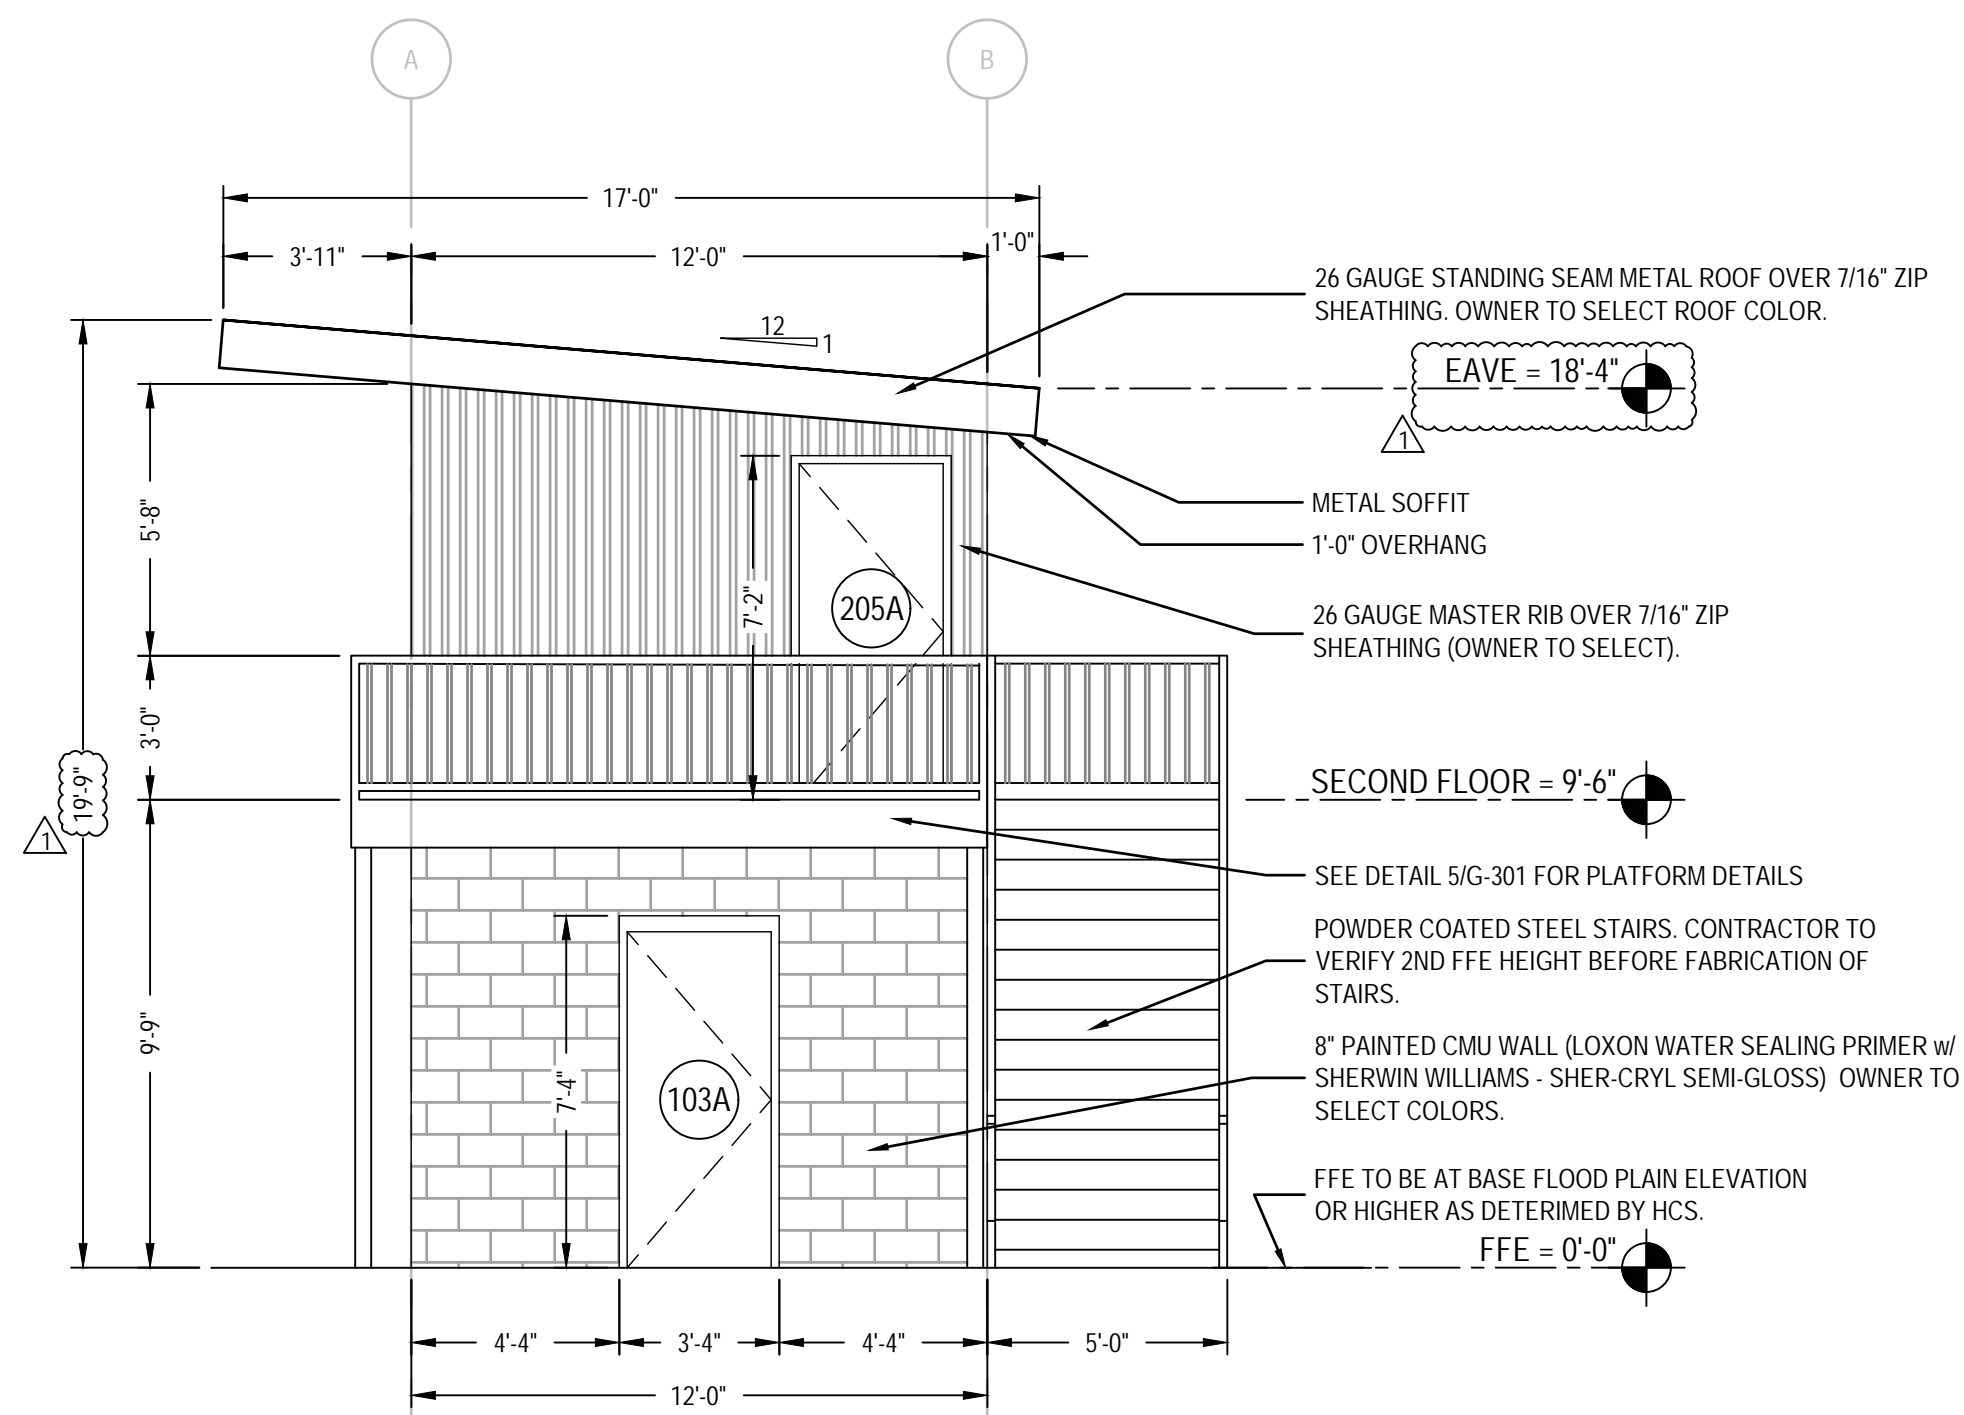 A
B
17'-0"
3'-11"
12'-0"
1'-0"
12
1
26 GAUGE STANDING SEAM METAL ROOF OVER 7/16" ZIP
SHEATHING. OWNER TO SELECT ROOF COLOR.
EAVE = 18'-4"
1
METAL SOFFIT
1'-0" OVERHANG
5'-8"
7'-2"
205A
26 GAUGE MASTER RIB OVER 7/16" ZIP
SHEATHING (OWNER TO SELECT).
3'-0"
19'-9"
1
SECOND FLOOR = 9'-6"
SEE DETAIL 5/G-301 FOR PLATFORM DETAILS
POWDER COATED STEEL STAIRS. CONTRACTOR TO
VERIFY 2ND FFE HEIGHT BEFORE FABRICATION OF
STAIRS.
9'-9"
7'-4"
103A
8" PAINTED CMU WALL (LOXON WATER SEALING PRIMER w/
SHERWIN WILLIAMS - SHER-CRYL SEMI-GLOSS)  OWNER TO
SELECT COLORS.
FFE TO BE AT BASE FLOOD PLAIN ELEVATION
OR HIGHER AS DETERIMED BY HCS.
FFE = 0'-0"
4'-4"
3'-4"
4'-4"
5'-0"
12'-0"